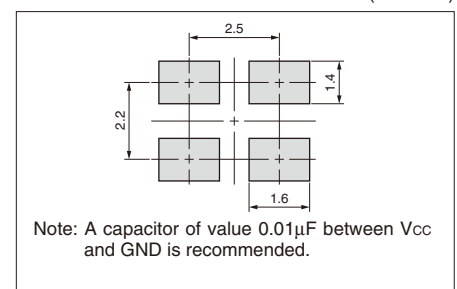 2.5
1.4
2.2
1.6
Note: A capacitor of value 0.01μF between Vcc
and GND is recommended.